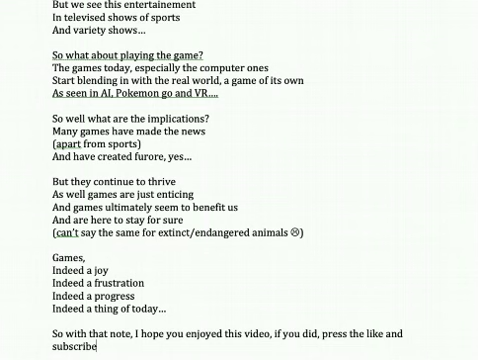 But we see this entertainement
In televised shows of sports
And variety shows...
So what about playing the game?
The games today, especially the computer ones
Start blending in with the real world, a game of its own
As seen in AI, Pokemon go and VR....
So well what are the implications?
Many games have made the news
(apart from sports)
And have created furore, yes...
But they continue to thrive
As well games are just enticing
And games ultimately seem to benefit us
And are here to stay for sure
(can't say the same for extinct/endangered animals ☹)
Games,
Indeed a joy
Indeed a frustration
Indeed a progress
Indeed a thing of today...
So with that note, I hope you enjoyed this video, if you did, press the like and
subscribe